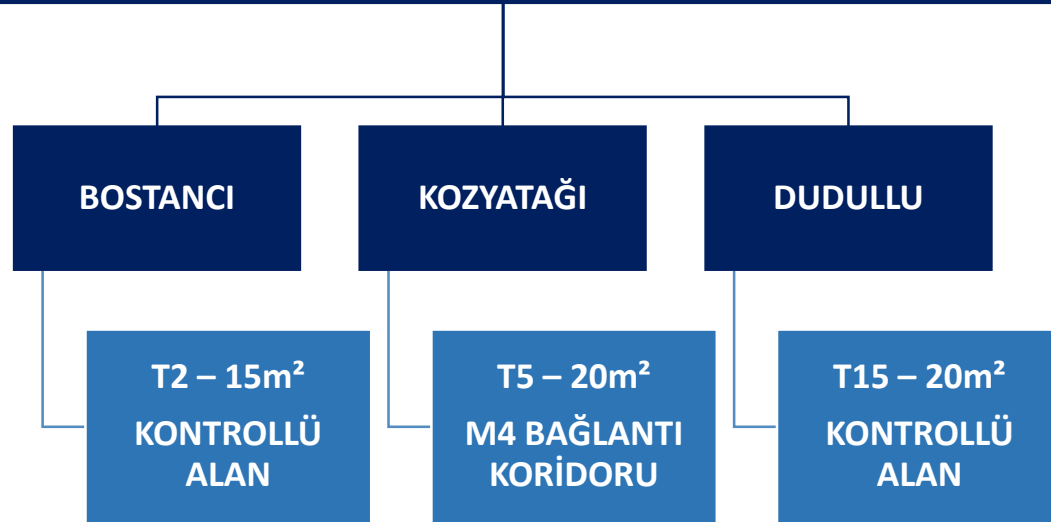 BOSTANCI
KOZYATAĞI
DUDULLU
T2 – 15m²
KONTROLLÜ
ALAN
T5 – 20m²
M4 BAĞLANTI
KORİDORU
T15 – 20m²
KONTROLLÜ
ALAN